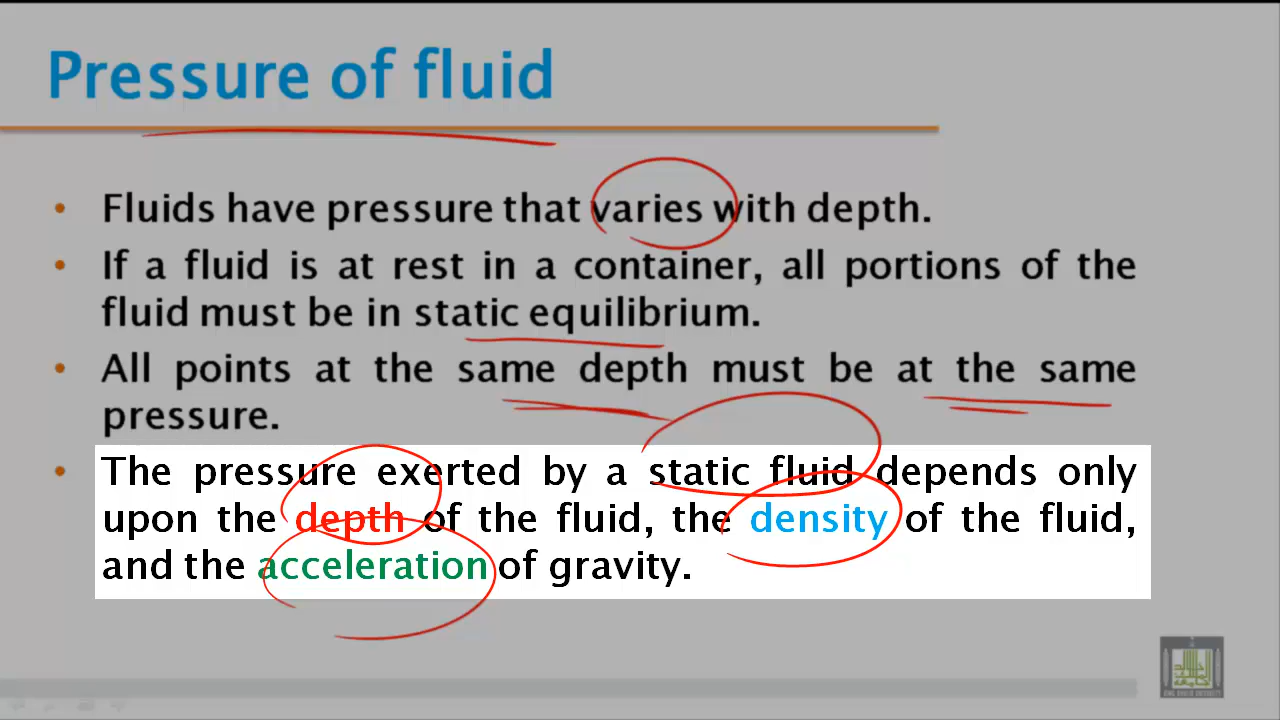 Pressure of fluid
• Fluids have pressure that varies with depth.
• If a fluid is at rest in a container, all portions of the
fluid must be in static equilibrium.
• All points at the same depth must be at the same
pressure.
• The pressure exerted by a static fluid depends only
upon the depth of the fluid, the density of the fluid,
and the acceleration of gravity.